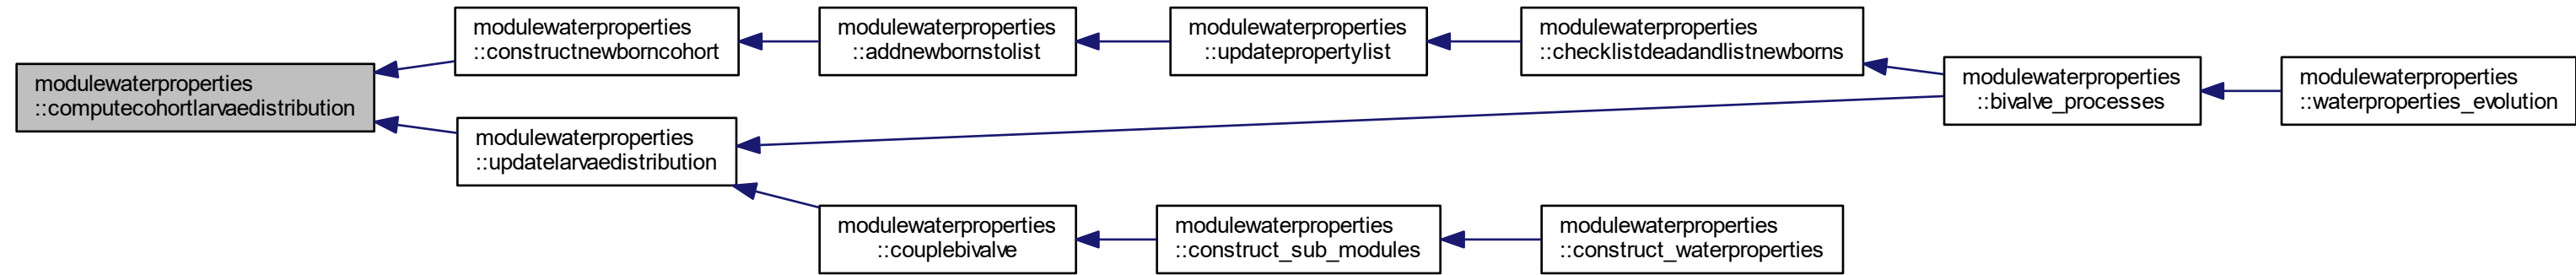 modulewaterproperties
::computecohortlarvaedistribution
modulewaterproperties
::constructnewborncohort
modulewaterproperties
::addnewbornstolist
modulewaterproperties
::updatepropertylist
modulewaterproperties
::checklistdeadandlistnewborns
modulewaterproperties
::bivalve_processes
modulewaterproperties
::waterproperties_evolution
modulewaterproperties
::updatelarvaedistribution
modulewaterproperties
::couplebivalve
modulewaterproperties
::construct_sub_modules
modulewaterproperties
::construct_waterproperties